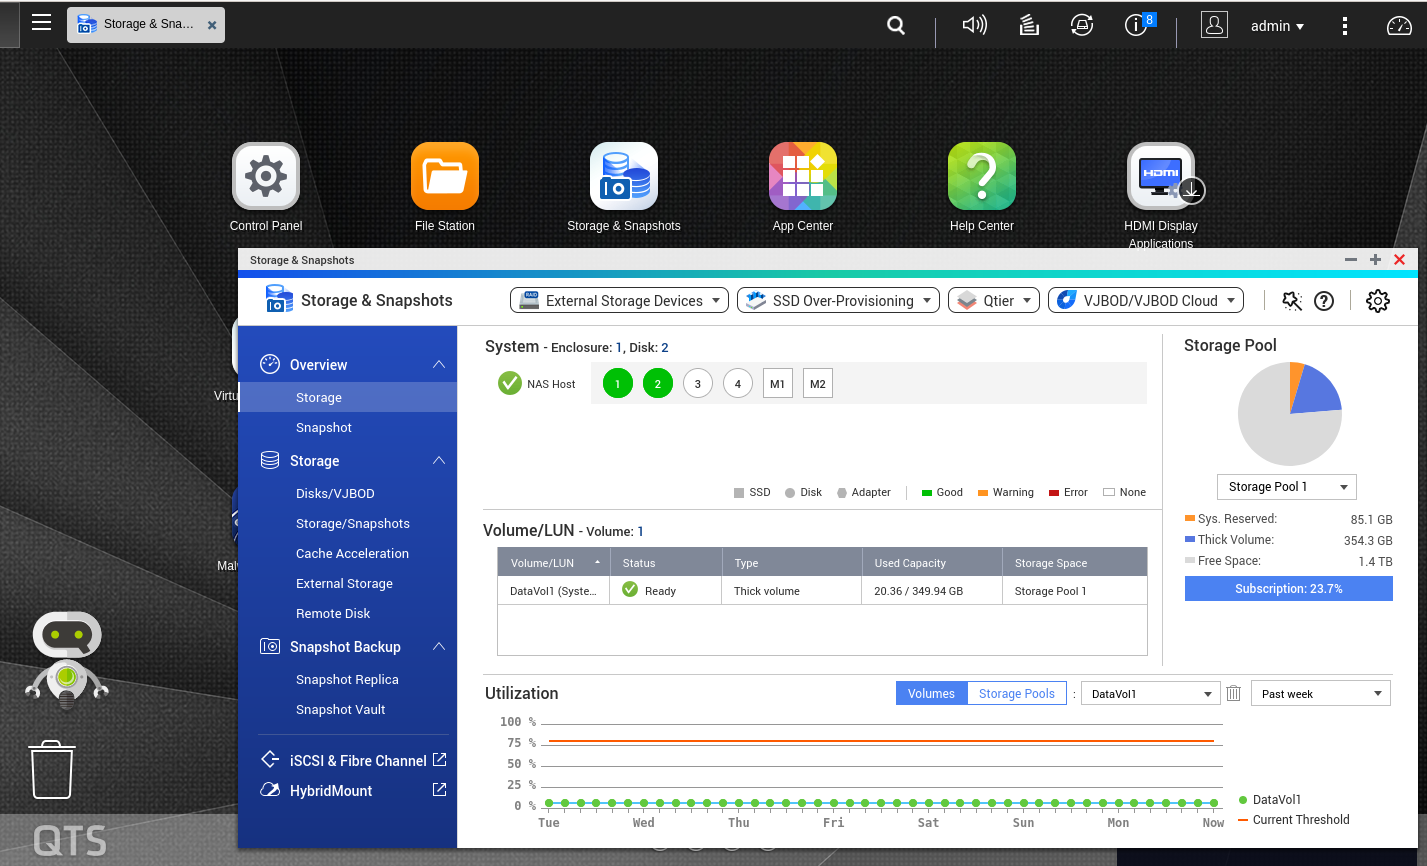 Storage & Sna...
8
admin
Control Panel
File Station
Storage & Snapshots
App Center
Help Center
HDMI
HDMI Display
Applications
Virtu
Malw
QTS
Storage & Snapshots
Storage & Snapshots
RAID
External Storage Devices
SSD Over-Provisioning
Qtier
VJBOD/VJBOD Cloud
Overview
Storage
Snapshot
Storage
Disks/VJBOD
Storage/Snapshots
Cache Acceleration
External Storage
Remote Disk
Snapshot Backup
Snapshot Replica
Snapshot Vault
iSCSI & Fibre Channel
HybridMount
System - Enclosure: 1, Disk: 2
NAS Host
1 2 3 4 M1 M2
SSD Disk Adapter Good Warning Error None
Volume/LUN - Volume: 1
Volume/LUN Status Type Used Capacity Storage Space
DataVol1 (Syste... Ready Thick volume 20.36 / 349.94 GB Storage Pool 1
Storage Pool
Storage Pool 1
Sys. Reserved: 85.1 GB
Thick Volume: 354.3 GB
Free Space: 1.4 TB
Subscription: 23.7%
Utilization
Volumes Storage Pools : DataVol1 Past week
100 %
75 %
50 %
25 %
0 %
Tue Wed Thu Fri Sat Sun Mon Now
DataVol1
Current Threshold